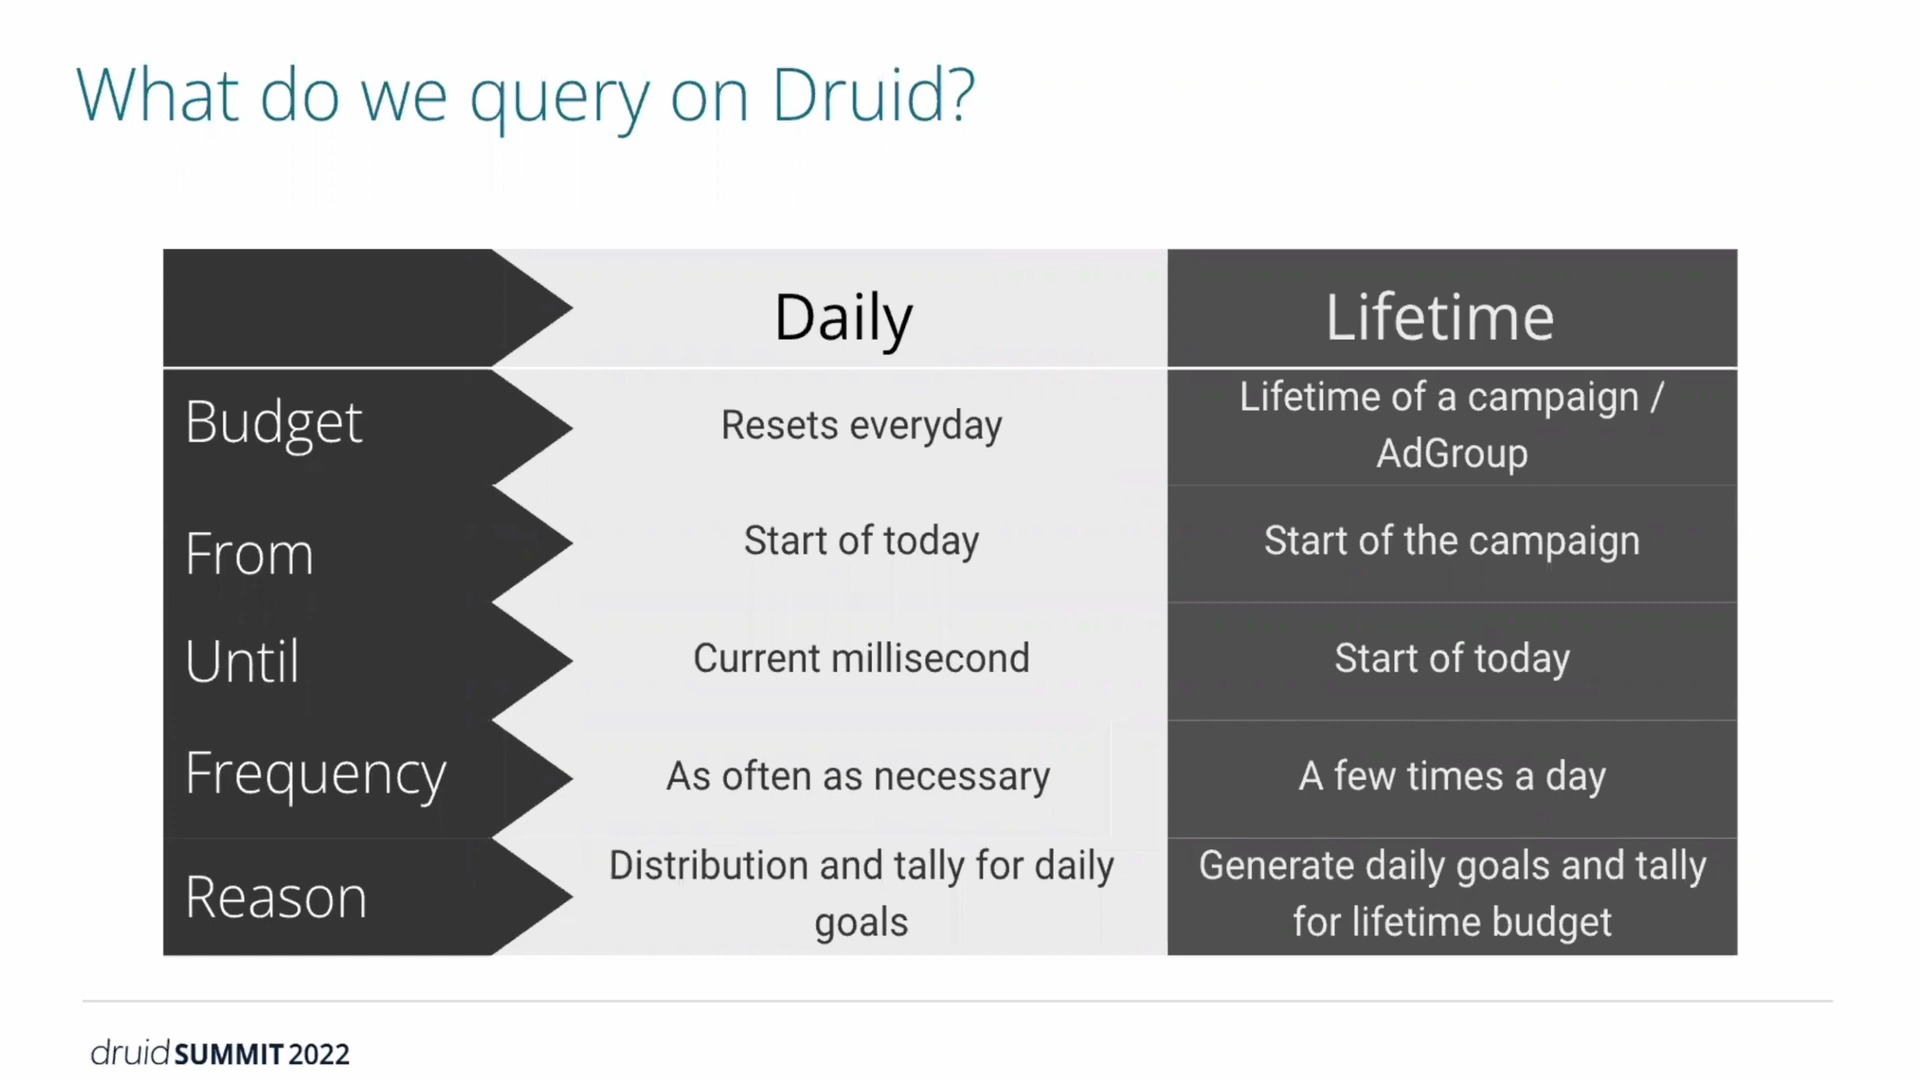 What do we query on Druid?
Daily
Lifetime
Budget
Resets everyday
Lifetime of a campaign /
AdGroup
From
Start of today
Start of the campaign
Until
Current millisecond
Start of today
Frequency
As often as necessary
A few times a day
Reason
Distribution and tally for daily
goals
Generate daily goals and tally
for lifetime budget
druid SUMMIT 2022